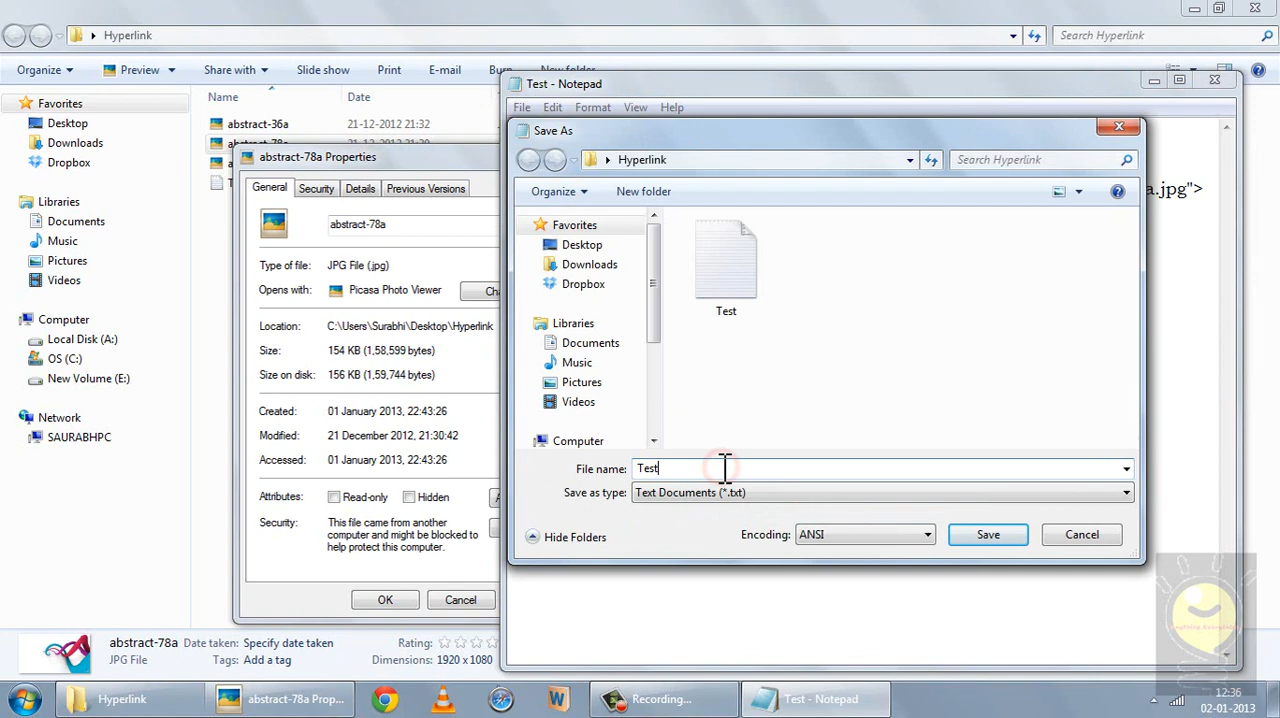 Hyperlink
Search Hyperlink
Organize
Preview
Share with
Slide show
Print
E-mail
Burn
New folder
Favorites
Desktop
Downloads
Dropbox
Libraries
Documents
Music
Pictures
Videos
Computer
Local Disk (A:)
OS (C:)
New Volume (E:)
Network
SAURABHPC
Name
Date
abstract-36a
21-12-2012 21:32
abstract-78a Properties
General
Security
Details
Previous Versions
abstract-78a
Type of file:
JPG File (.jpg)
Opens with:
Picasa Photo Viewer
Location:
C:\Users\Surabhi\Desktop\Hyperlink
Size:
154 KB (1,58,599 bytes)
Size on disk:
156 KB (1,59,744 bytes)
Created:
01 January 2013, 22:43:26
Modified:
21 December 2012, 21:30:42
Accessed:
01 January 2013, 22:43:26
Attributes:
Read-only
Hidden
Security:
This file came from another
computer and might be blocked to
help protect this computer.
OK
Cancel
Test - Notepad
File
Edit
Format
View
Help
a.jpg">
Save As
Hyperlink
Search Hyperlink
Organize
New folder
Favorites
Desktop
Downloads
Dropbox
Libraries
Documents
Music
Pictures
Videos
Computer
Test
File name:
Test
Save as type:
Text Documents (*.txt)
Hide Folders
Encoding:
ANSI
Save
Cancel
abstract-78a
Date taken: Specify date taken
Rating:
JPG File
Tags: Add a tag
Dimensions: 1920 x 1080
Hyperlink
abstract-78a Prop...
Recording...
Test - Notepad
12:36
02-01-2013